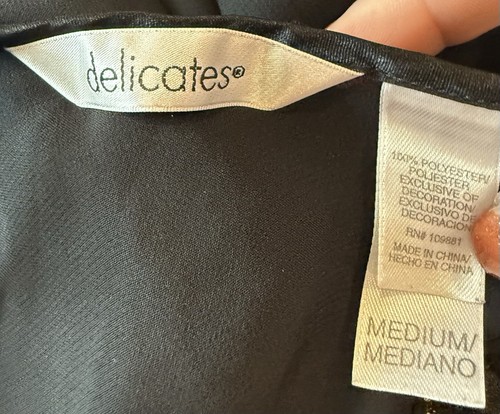 delicates®
100% POLYESTER/
POLIESTER
EXCLUSIVE OF
DECORATION/
EXCLUSIVO DE
DECORACION
RN# 109881
MADE IN CHINA/
HECHO EN CHINA
MEDIUM/
MEDIANO